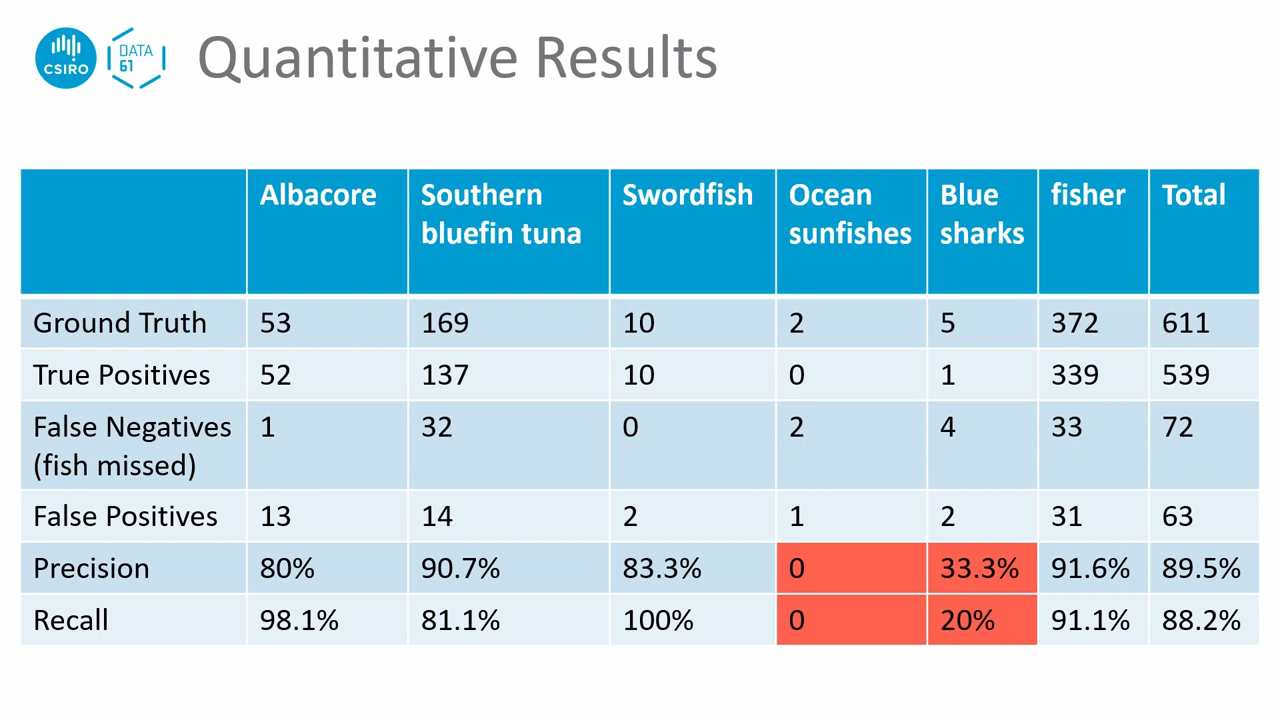 CSIRO
DATA
61
Quantitative Results
Albacore Southern bluefin tuna Swordfish Ocean sunfishes Blue sharks fisher Total
Ground Truth 53 169 10 2 5 372 611
True Positives 52 137 10 0 1 339 539
False Negatives (fish missed) 1 32 0 2 4 33 72
False Positives 13 14 2 1 2 31 63
Precision 80% 90.7% 83.3% 0 33.3% 91.6% 89.5%
Recall 98.1% 81.1% 100% 0 20% 91.1% 88.2%